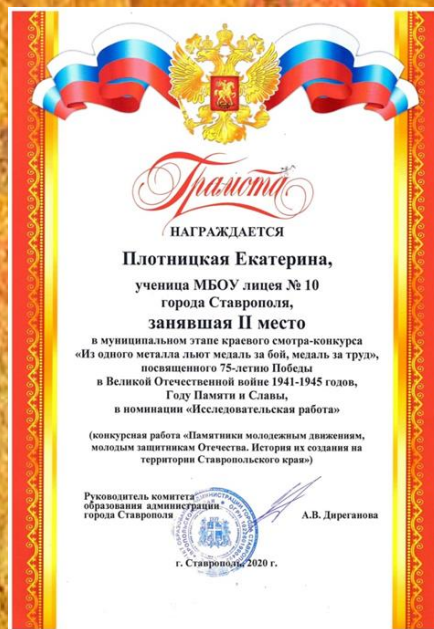 Грамота
НАГРАЖДАЕТСЯ
Плотницкая Екатерина,
ученица МБОУ лицея № 10
города Ставрополя,
занявшая II место
в муниципальном этапе краевого смотра-конкурса
«Из одного металла льют медаль за бой, медаль за труд»,
посвященного 75-летию Победы
в Великой Отечественной войне 1941-1945 годов,
Году Памяти и Славы,
в номинации «Исследовательская работа»
(конкурсная работа «Памятники молодежным движениям,
молодым защитникам Отечества. История их создания на
территории Ставропольского края»)
Руководитель комитета
образования администрации
города Ставрополя А.В. Диреганова
г. Ставрополь, 2020 г.